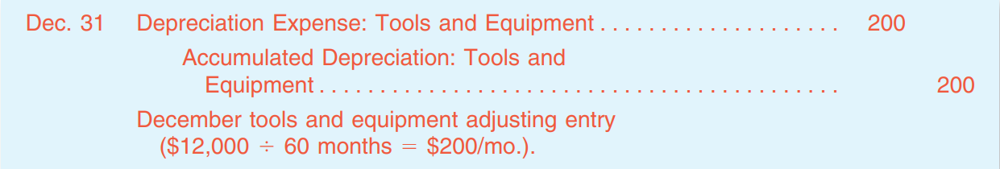 Dec. 31 Depreciation Expense: Tools and Equipment . . . . . . . . . . . . . . . . . . . . 200
Accumulated Depreciation: Tools and
Equipment . . . . . . . . . . . . . . . . . . . . . . . . . . . . . . . . . . . . . . . . . . . 200
December tools and equipment adjusting entry
($12,000 ÷ 60 months = $200/mo.).